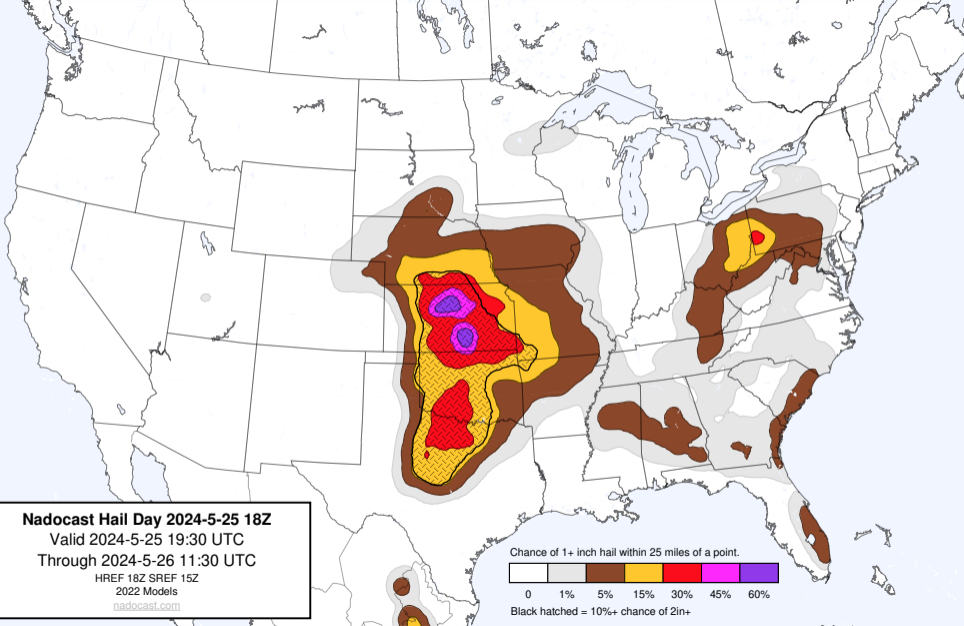 Nadocast Hail Day 2024-5-25 18Z
Valid 2024-5-25 19:30 UTC
Through 2024-5-26 11:30 UTC
HREF 18Z SREF 15Z
2022 Models
nadocast.com
Chance of 1+ inch hail within 25 miles of a point.
0 1% 5% 15% 30% 45% 60%
Black hatched = 10%+ chance of 2in+